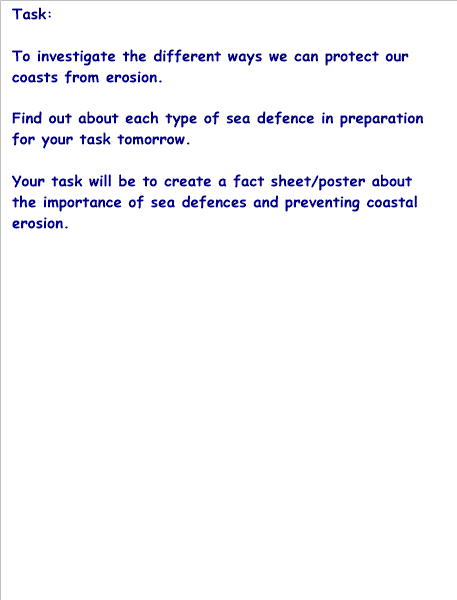 Task:
To investigate the different ways we can protect our
coasts from erosion.
Find out about each type of sea defence in preparation
for your task tomorrow.
Your task will be to create a fact sheet/poster about
the importance of sea defences and preventing coastal
erosion.